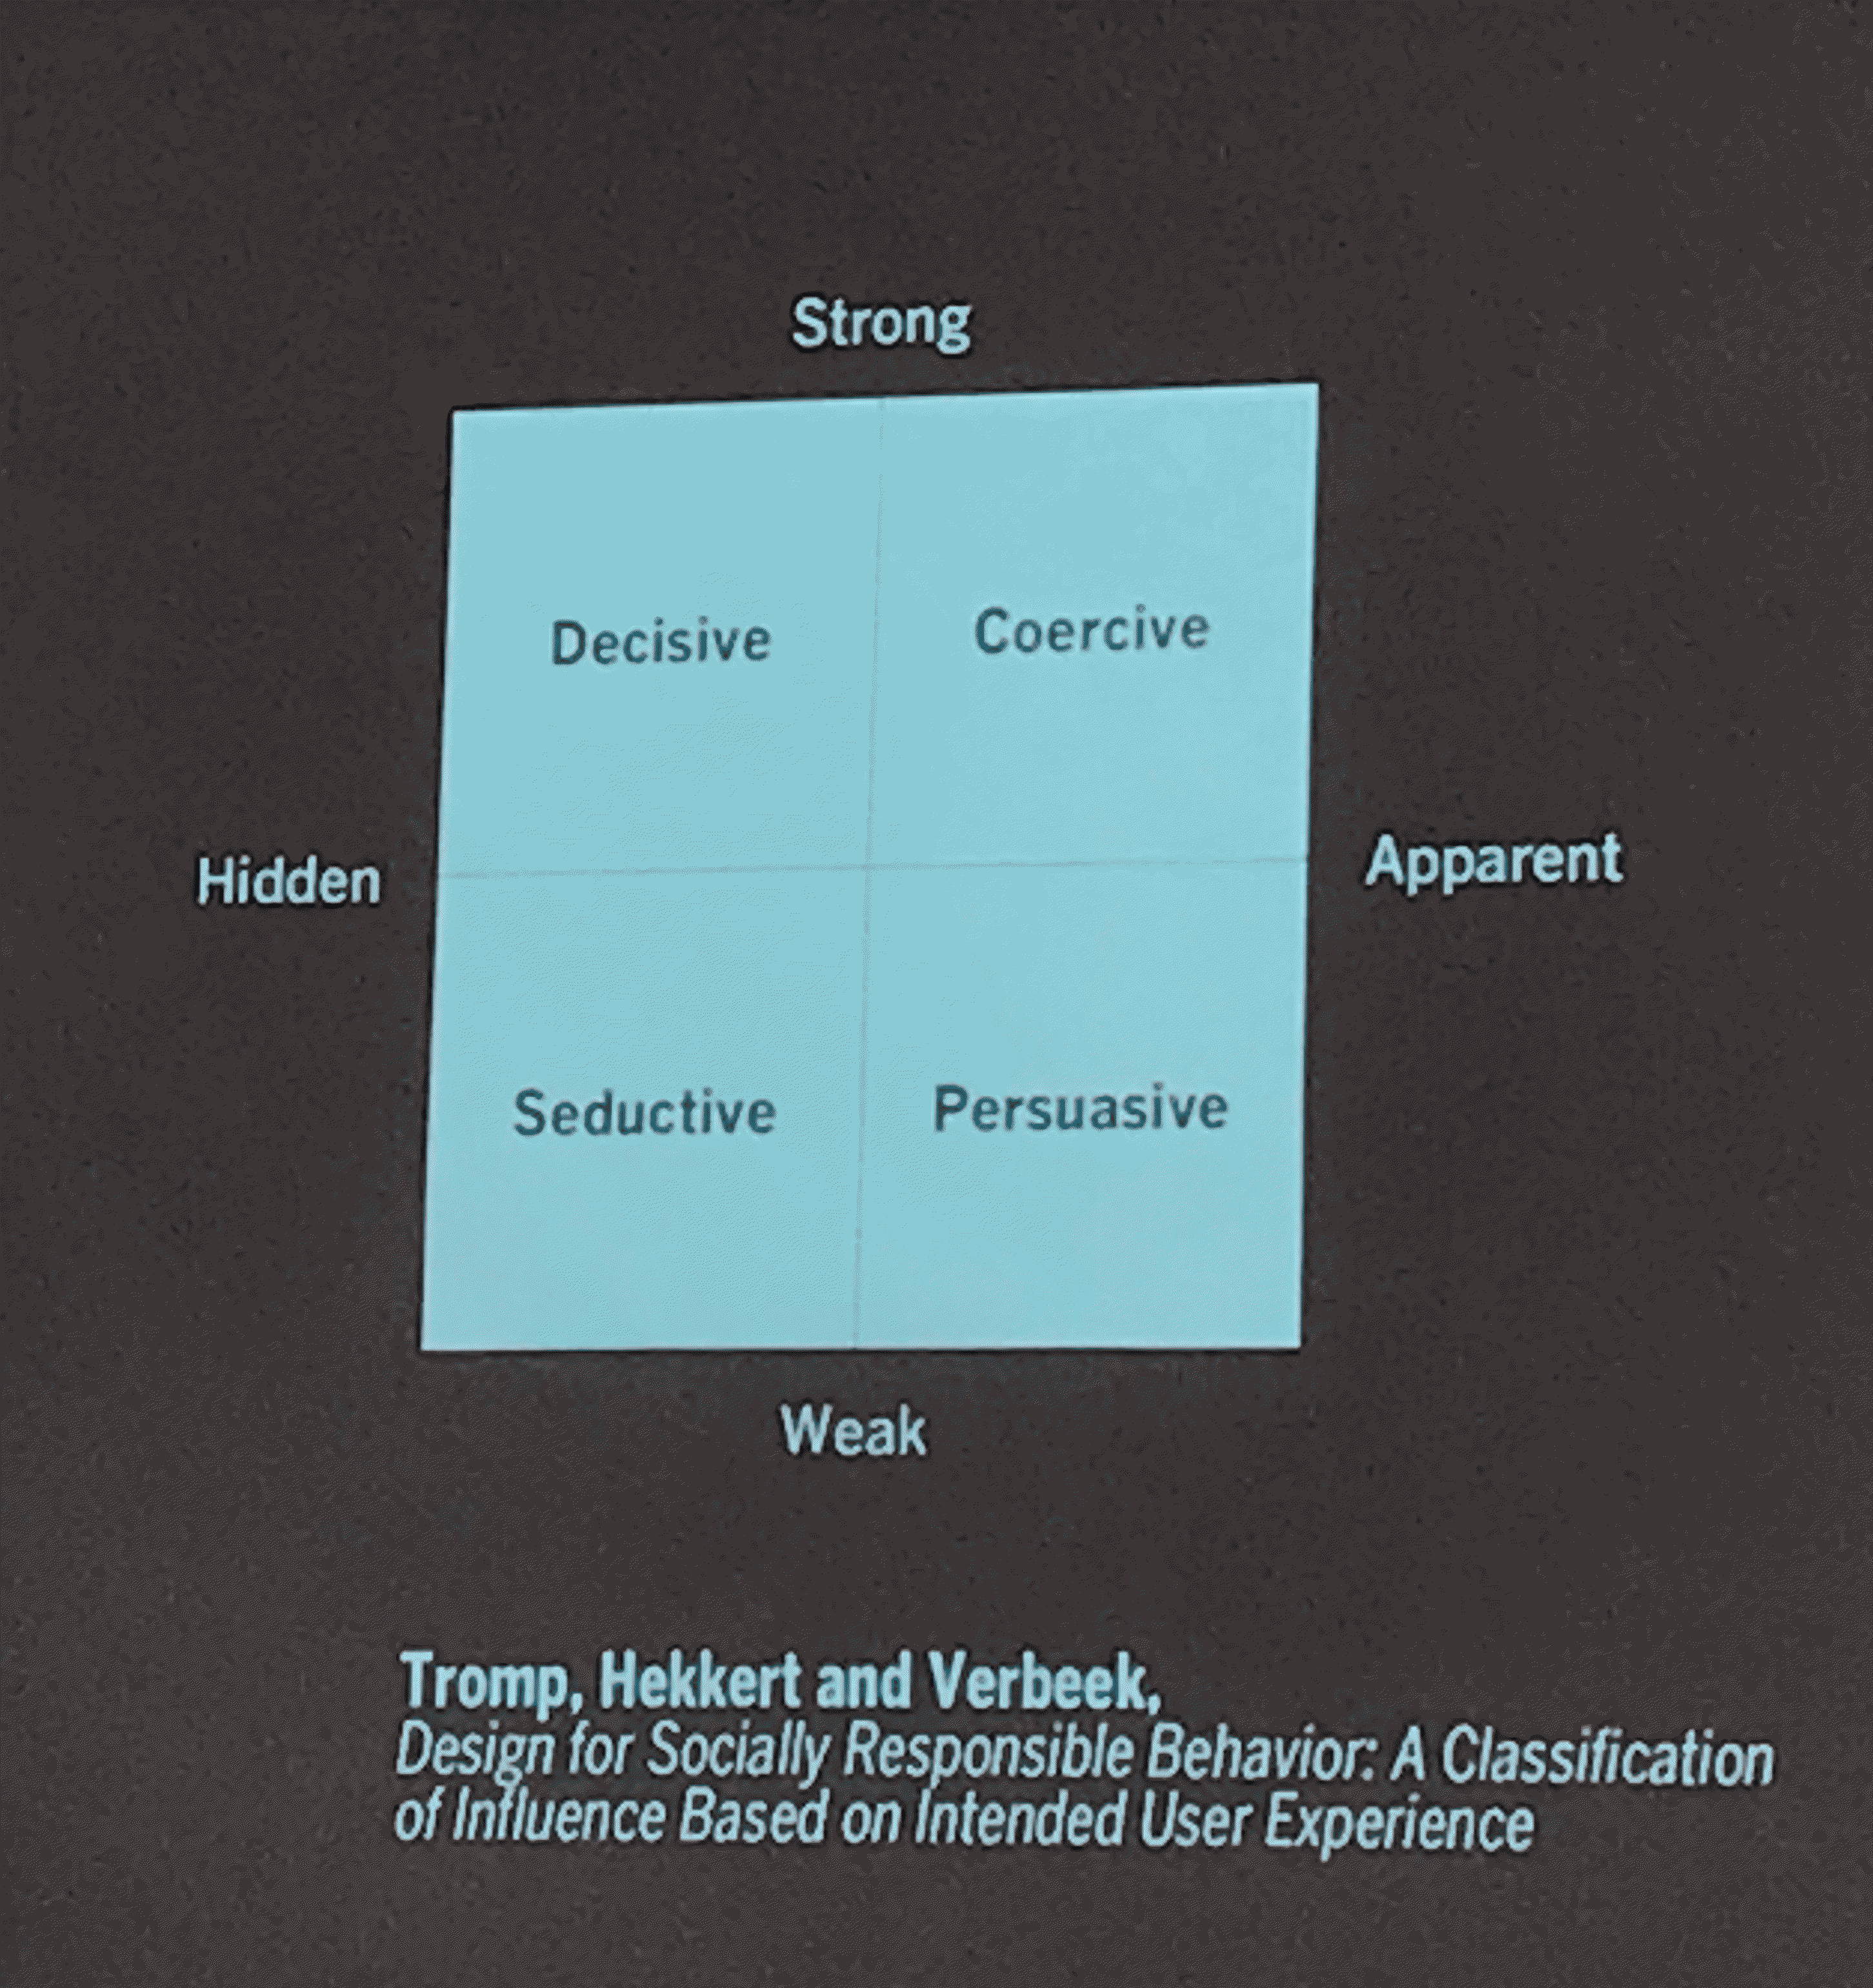 Strong
Decisive
Coercive
Hidden
Apparent
Seductive
Persuasive
Weak
Tromp, Hekkert and Verbeek,
Design for Socially Responsible Behavior: A Classification
of Influence Based on Intended User Experience